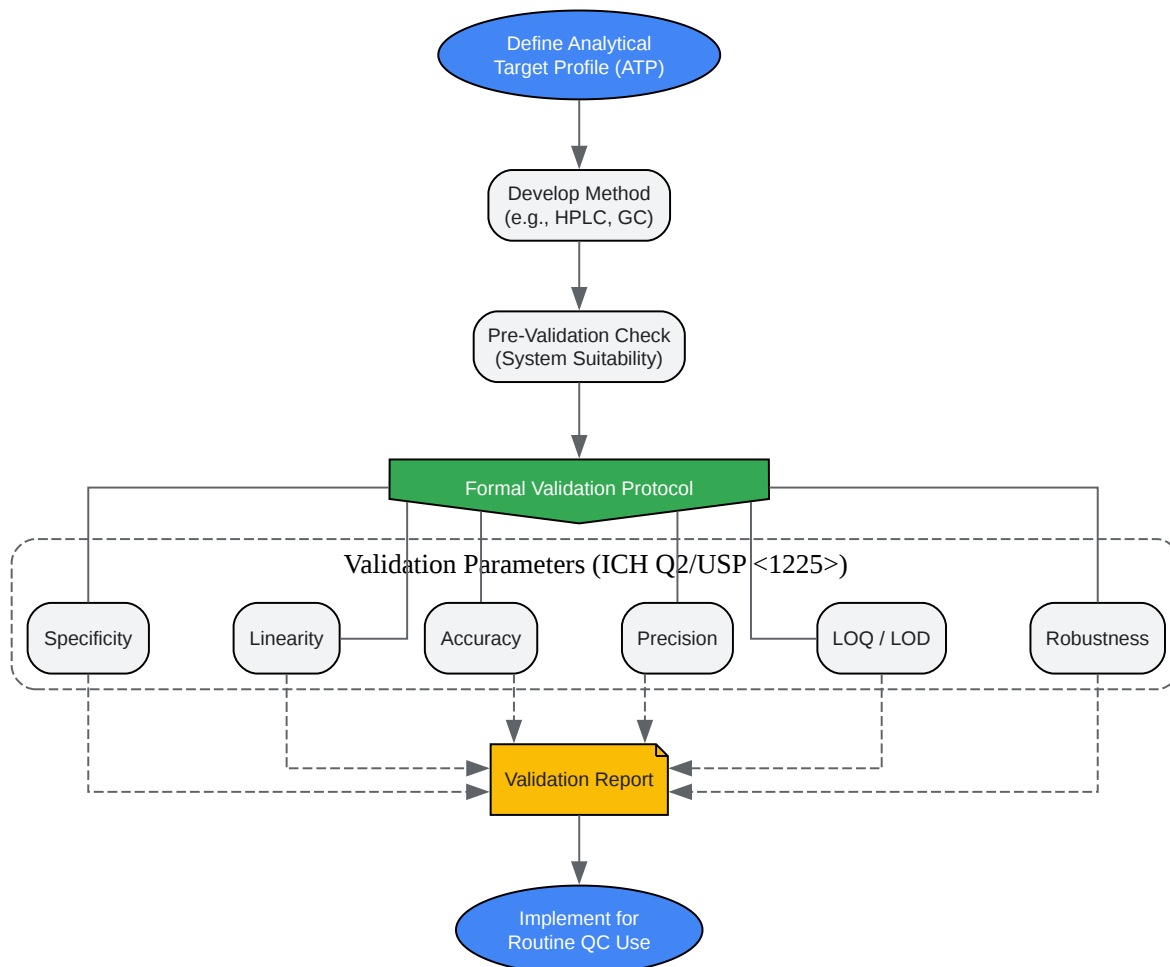 Define Analytical
Target Profile (ATP)
Develop Method
(e.g., HPLC, GC)
Pre-Validation Check
(System Suitability)
Formal Validation Protocol
Validation Parameters (ICH Q2/USP <1225>)
Specificity
Linearity
Accuracy
Precision
LOQ / LOD
Robustness
Validation Report
Implement for
Routine QC Use